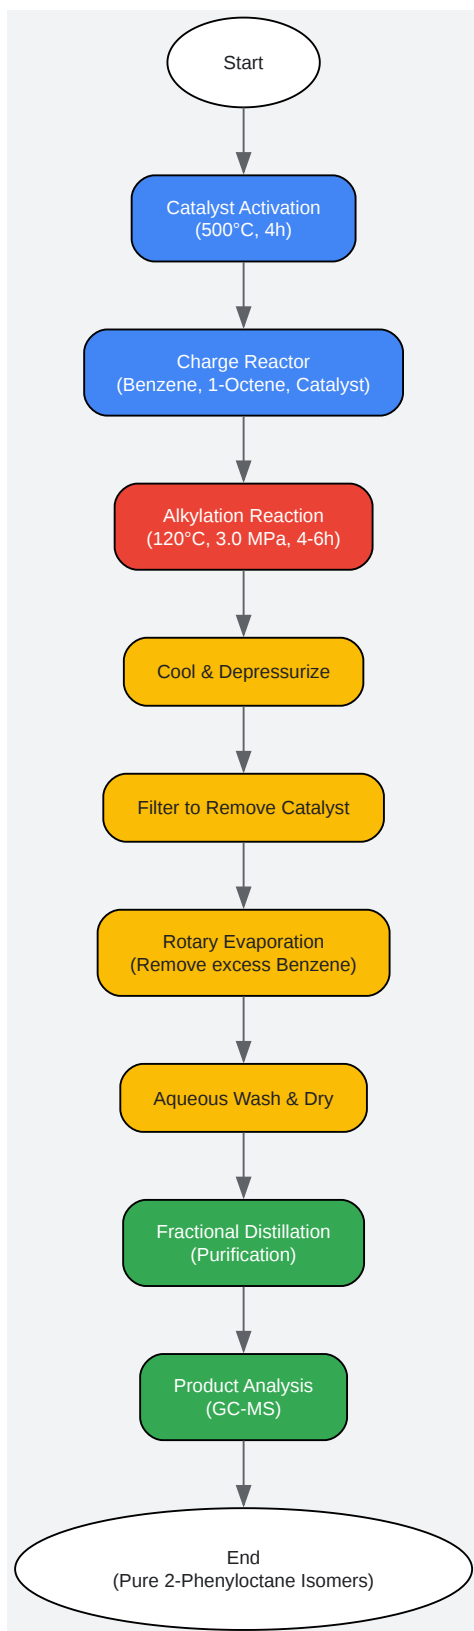 Start
Catalyst Activation
(500°C, 4h)
Charge Reactor
(Benzene, 1-Octene, Catalyst)
Alkylation Reaction
(120°C, 3.0 MPa, 4-6h)
Cool & Depressurize
Filter to Remove Catalyst
Rotary Evaporation
(Remove excess Benzene)
Aqueous Wash & Dry
Fractional Distillation
(Purification)
Product Analysis
(GC-MS)
End
(Pure 2-Phenyloctane Isomers)